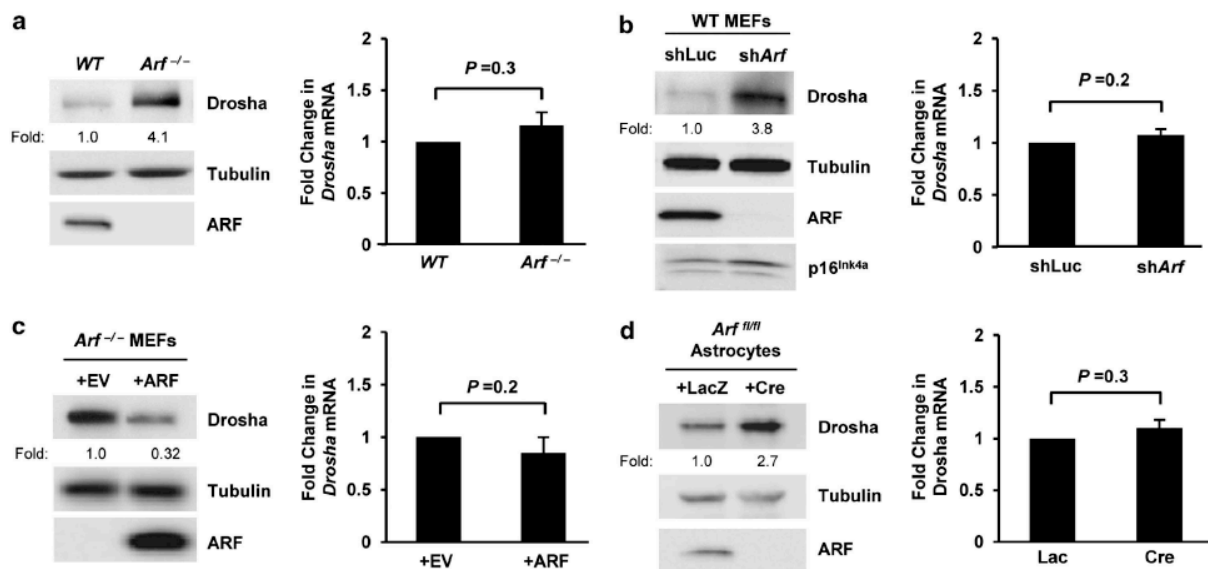 a
WT Arf −/−
Drosha
Fold: 1.0 4.1
Tubulin
ARF
Fold Change in
Drosha mRNA
2
1.5
1
0.5
0
P =0.3
WT Arf −/−
b
WT MEFs
shLuc shArf
Drosha
Fold: 1.0 3.8
Tubulin
ARF
p16Ink4a
Fold Change in
Drosha mRNA
2
1.5
1
0.5
0
P =0.2
shLuc shArf
c
Arf −/− MEFs
+EV +ARF
Drosha
Fold: 1.0 0.32
Tubulin
ARF
Fold Change in
Drosha mRNA
2
1.5
1
0.5
0
P =0.2
+EV +ARF
d
Arf fl/fl
Astrocytes
+LacZ +Cre
Drosha
Fold: 1.0 2.7
Tubulin
ARF
Fold Change in
Drosha mRNA
2
1.5
1
0.5
0
P =0.3
Lac Cre